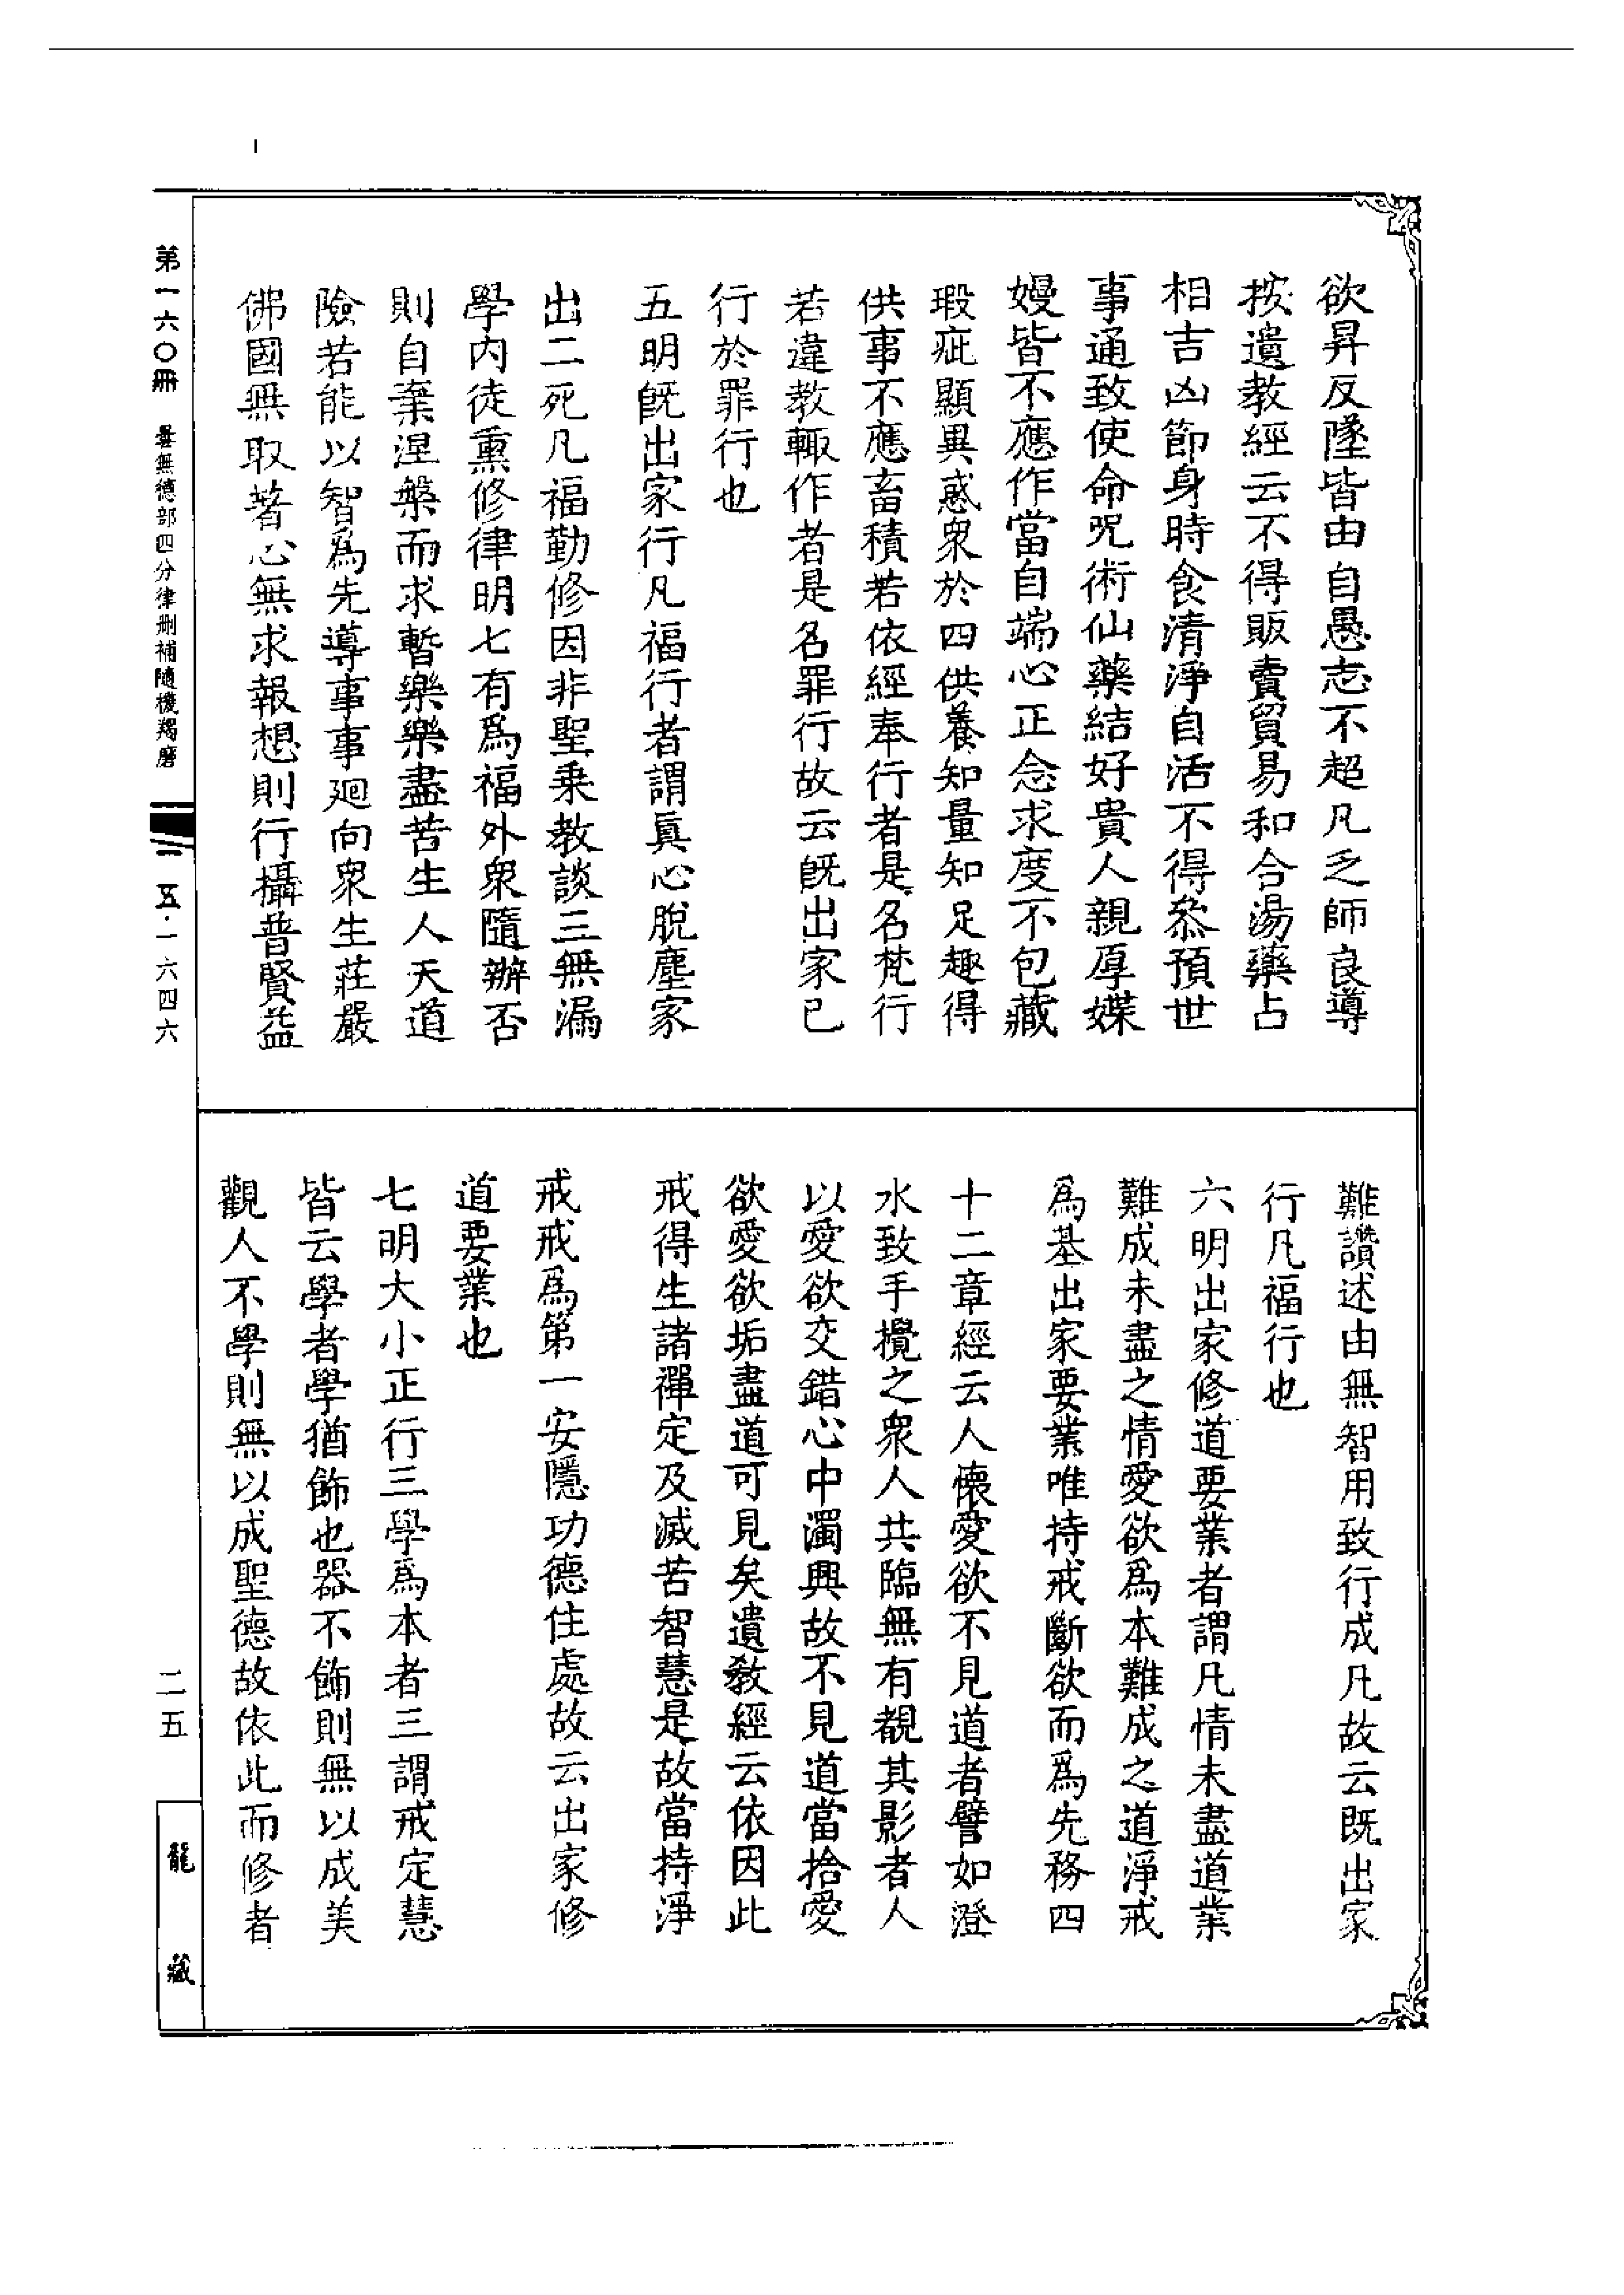 欲昇反墜皆由自愚志不超凡乏師良導
按遺教經云不得販賣貿易和合湯藥占
相吉凶節身時食清淨自活不得叅預世
事通致使命呪術仙藥結好貴人親厚媟
嫚皆不應作當自端心正念求度不包藏
瑕疵顯異惑衆於四供養知量知足趣得
供事不應畜積若依經奉行者是名梵行
若違教輙作者是名罪行故云旣出家已
行於罪行也
五明旣出家行凡福行者謂眞心脫塵家
出二死凡福勤修因非聖乗教談三無漏
學内徒熏修律明七有爲福外衆隨辦否
則自棄涅槃而求暫樂樂盡苦生人天道
險若能以智爲先導事事廻向衆生莊嚴
佛國無取著心無求報想則行攝普賢益
難讚述由無智用致行成凡故云既出家
行凡福行也
六明出家修道要業者謂凡情未盡道業
難成未盡之情愛欲爲本難成之道淨戒
爲基出家要業唯持戒斷欲而爲先務四
十二章經云人懷愛欲不見道者譬如澄
水致手攪之衆人共臨無有覩其影者人
以愛欲交錯心中濁興故不見道當捨愛
欲愛欲垢盡道可見矣遺敎經云依因此
戒得生諸禪定及滅苦智慧是故當持淨
戒戒爲第一安隱功德住處故云出家修
道要業也
七明大小正行三學爲本者三謂戒定慧
皆云學者學猶飾也器不飾則無以成美
觀人不學則無以成聖德故依此而修者
第一六〇冊 曇無德部四分律刪補隨機羯磨
五·一六四六
二五
龍藏